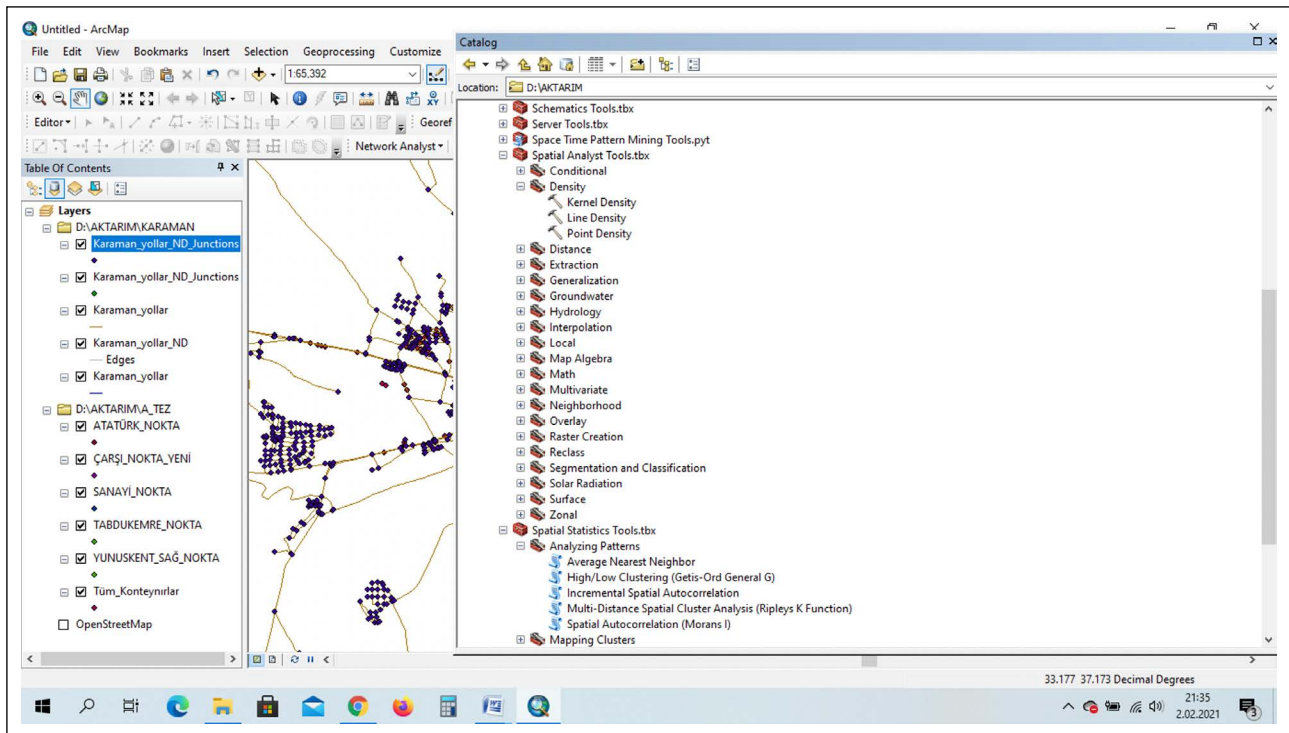 Untitled - ArcMap
File Edit View Bookmarks Insert Selection Geoprocessing Customize
1:65,392
Editor
Georef
Network Analyst
Table Of Contents
Layers
D:\AKTARIM\KARAMAN
Karaman_yollar_ND_Junctions
Karaman_yollar_ND_Junctions
Karaman_yollar
Karaman_yollar_ND
Edges
Karaman_yollar
D:\AKTARIM\A_TEZ
ATATÜRK_NOKTA
ÇARŞI_NOKTA_YENİ
SANAYİ_NOKTA
TABDUKEMRE_NOKTA
YUNUSKENT_SAĞ_NOKTA
Tüm_Konteynırlar
OpenStreetMap
Catalog
Location: D:\AKTARIM
Schematics Tools.tbx
Server Tools.tbx
Space Time Pattern Mining Tools.pyt
Spatial Analyst Tools.tbx
Conditional
Density
Kernel Density
Line Density
Point Density
Distance
Extraction
Generalization
Groundwater
Hydrology
Interpolation
Local
Map Algebra
Math
Multivariate
Neighborhood
Overlay
Raster Creation
Reclass
Segmentation and Classification
Solar Radiation
Surface
Zonal
Spatial Statistics Tools.tbx
Analyzing Patterns
Average Nearest Neighbor
High/Low Clustering (Getis-Ord General G)
Incremental Spatial Autocorrelation
Multi-Distance Spatial Cluster Analysis (Ripleys K Function)
Spatial Autocorrelation (Morans I)
Mapping Clusters
33.177 37.173 Decimal Degrees
21:35
2.02.2021
3